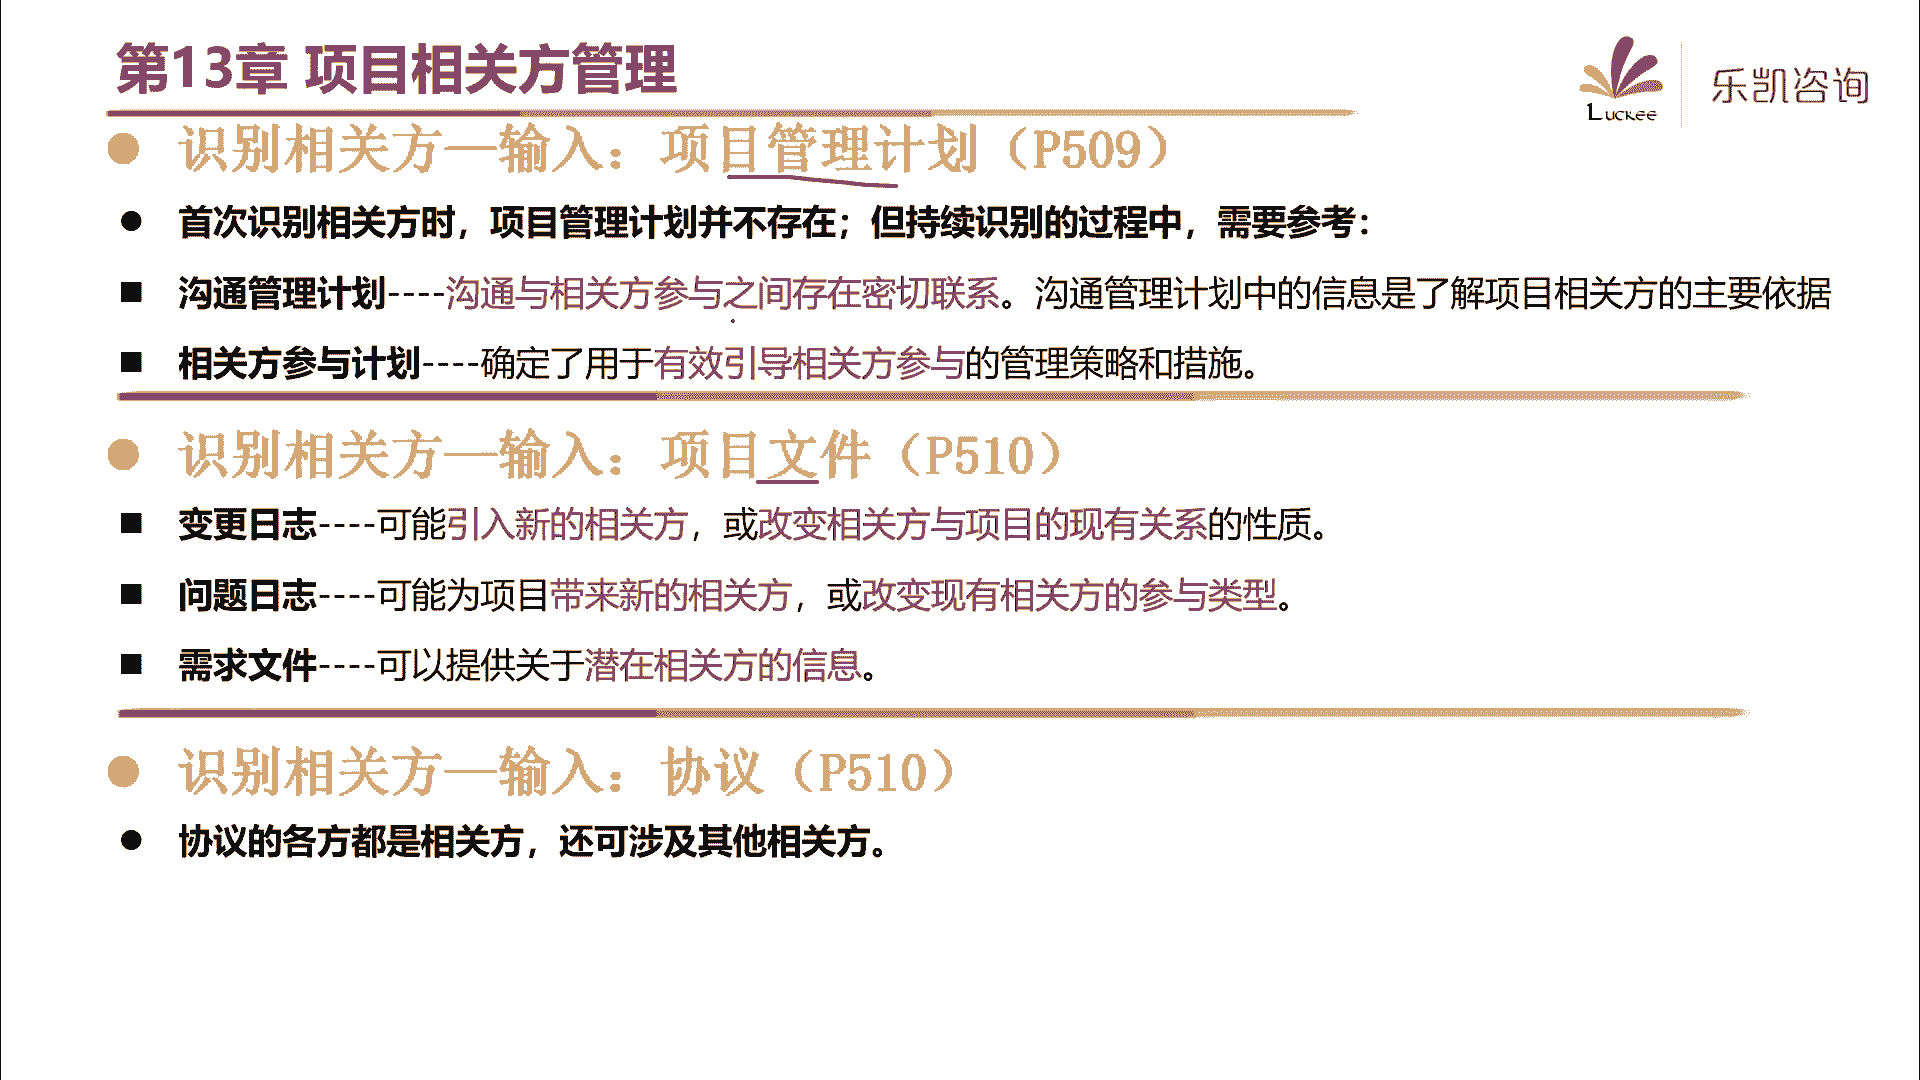 第13章 项目相关方管理
Luckee
乐凯咨询
识别相关方—输入：项目管理计划（P509）
首次识别相关方时，项目管理计划并不存在；但持续识别的过程中，需要参考：
沟通管理计划----沟通与相关方参与之间存在密切联系。沟通管理计划中的信息是了解项目相关方的主要依据
相关方参与计划----确定了用于有效引导相关方参与的管理策略和措施。
识别相关方—输入：项目文件（P510）
变更日志----可能引入新的相关方，或改变相关方与项目的现有关系的性质。
问题日志----可能为项目带来新的相关方，或改变现有相关方的参与类型。
需求文件----可以提供关于潜在相关方的信息。
识别相关方—输入：协议（P510）
协议的各方都是相关方，还可涉及其他相关方。